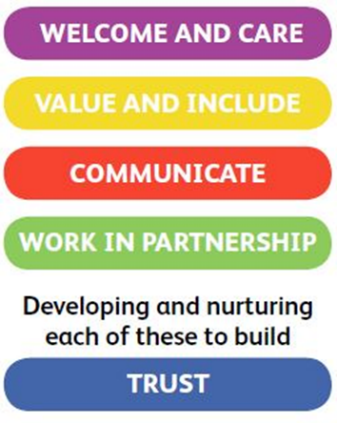 WELCOME AND CARE
VALUE AND INCLUDE
COMMUNICATE
WORK IN PARTNERSHIP
Developing and nurturing
each of these to build
TRUST